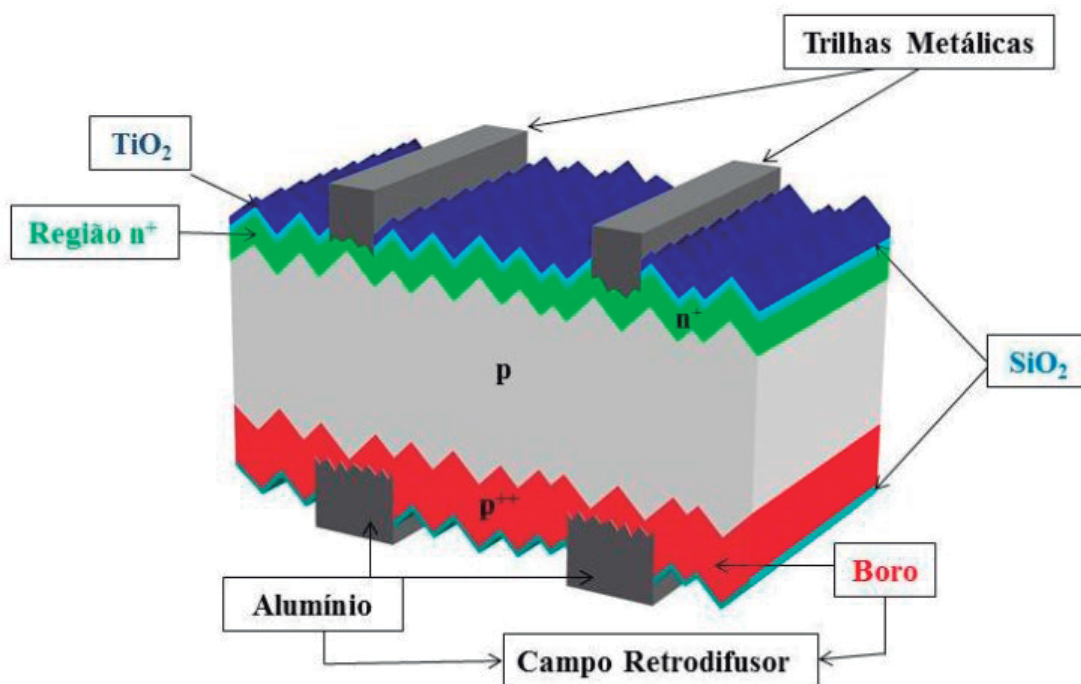 Trilhas Metálicas
TiO₂
Região n⁺
n⁺
p
SiO₂
p⁺⁺
Boro
Alumínio
Campo Retrodifusor